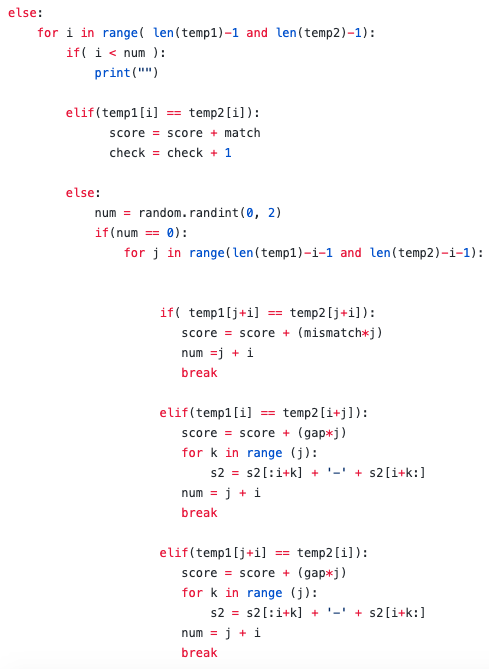 else:
    for i in range( len(temp1)-1 and len(temp2)-1):
        if( i < num ):
            print("")
        elif(temp1[i] == temp2[i]):
              score = score + match
              check = check + 1
        else:
            num = random.randint(0, 2)
            if(num == 0):
                for j in range(len(temp1)-i-1 and len(temp2)-i-1):
                     if( temp1[j+i] == temp2[j+i]):
                        score = score + (mismatch*j)
                        num =j + i
                        break
                     elif(temp1[i] == temp2[i+j]):
                        score = score + (gap*j)
                        for k in range (j):
                            s2 = s2[:i+k] + '-' + s2[i+k:]
                        num = j + i
                        break
                     elif(temp1[j+i] == temp2[i]):
                        score = score + (gap*j)
                        for k in range (j):
                            s2 = s2[:i+k] + '-' + s2[i+k:]
                        num = j + i
                        break